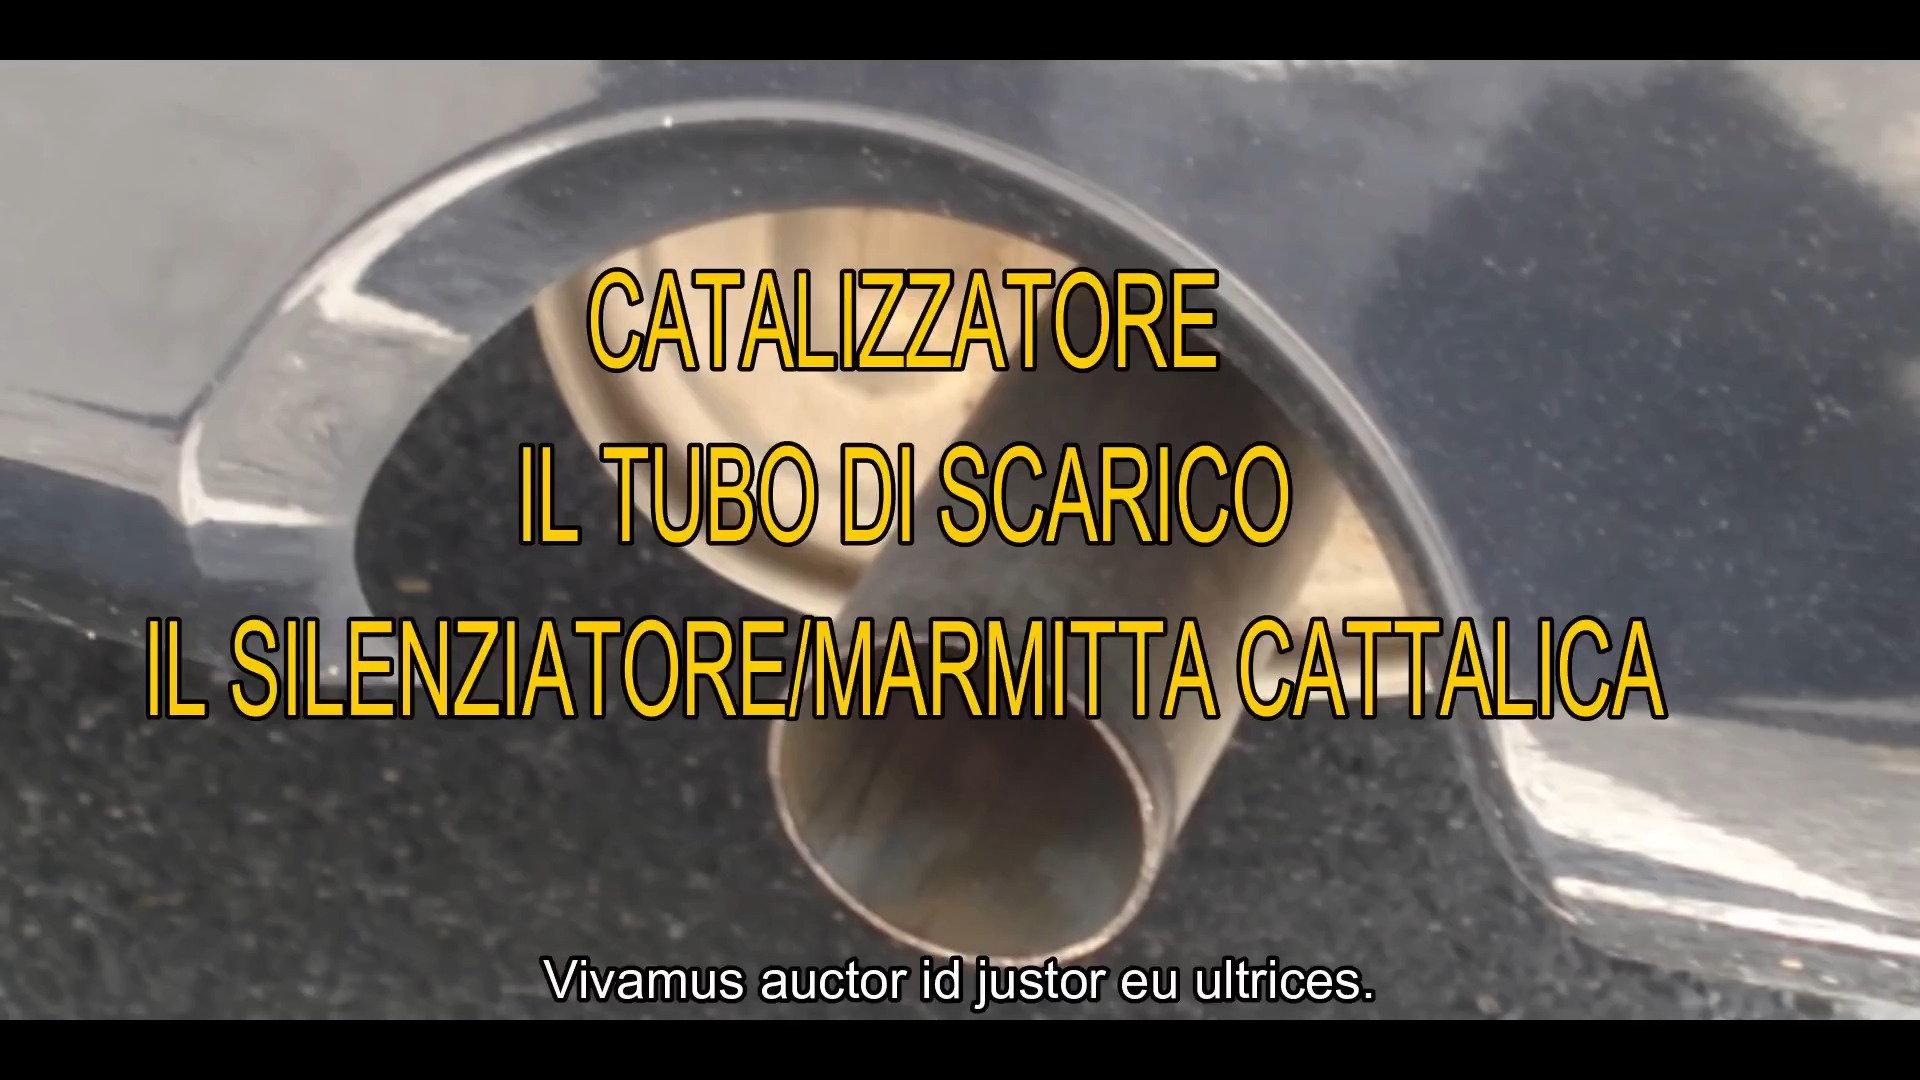 CATALIZZATORE
IL TUBO DI SCARICO
IL SILENZIATORE/MARMITTA CATTALICA
Vivamus auctor id justor eu ultrices.